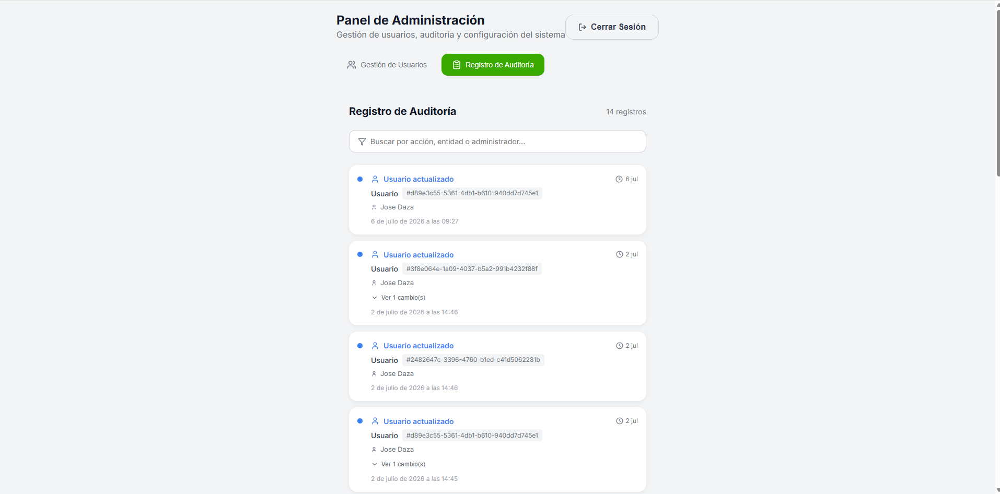 Panel de Administración
Gestión de usuarios, auditoría y configuración del sistema
Cerrar Sesión
Gestión de Usuarios
Registro de Auditoría
Registro de Auditoría
14 registros
Buscar por acción, entidad o administrador...
Usuario actualizado
6 jul
Usuario #d89e3c55-5361-4db1-b610-940dd7d745e1
Jose Daza
6 de julio de 2026 a las 09:27
Usuario actualizado
2 jul
Usuario #3f8e064e-1a09-4037-b5a2-991b4232f88f
Jose Daza
Ver 1 cambio(s)
2 de julio de 2026 a las 14:46
Usuario actualizado
2 jul
Usuario #2482647c-3396-4760-b1ed-c41d5062281b
Jose Daza
2 de julio de 2026 a las 14:46
Usuario actualizado
2 jul
Usuario #d89e3c55-5361-4db1-b610-940dd7d745e1
Jose Daza
Ver 1 cambio(s)
2 de julio de 2026 a las 14:45